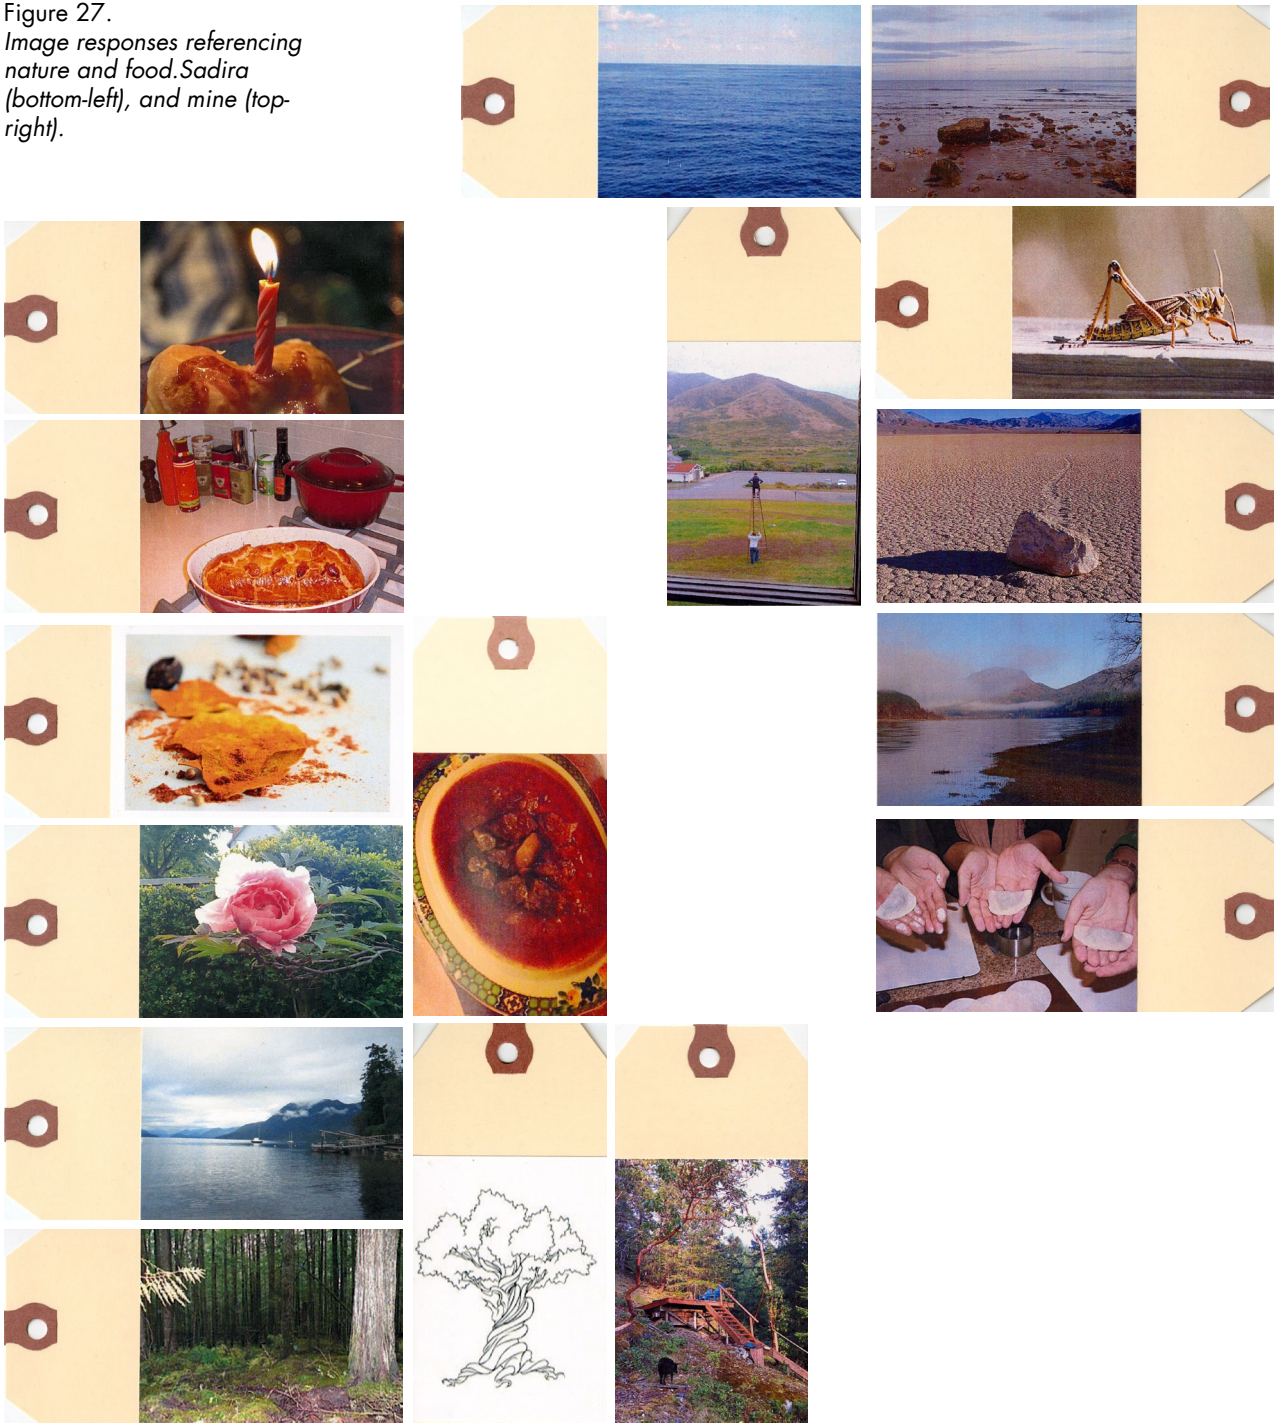 Figure 27.
Image responses referencing
nature and food.Sadira
(bottom-left), and mine (top-
right).